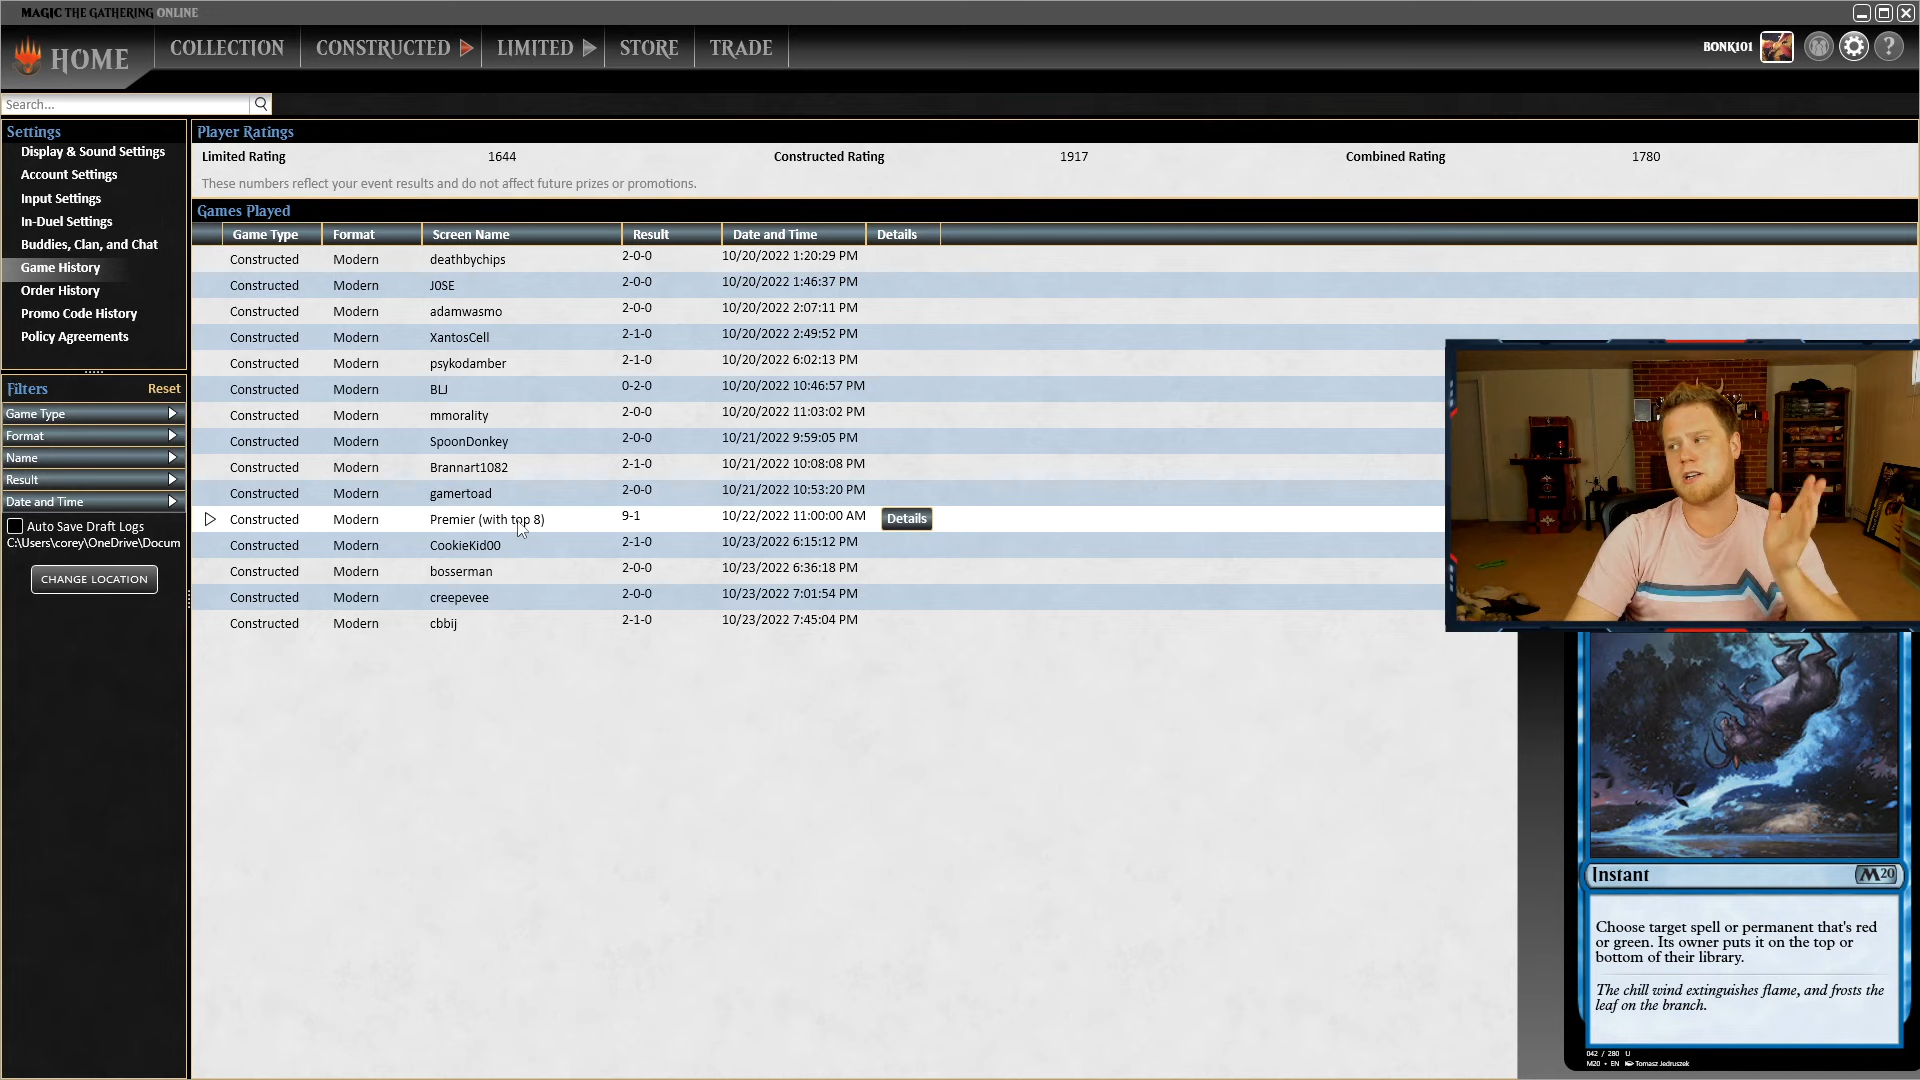 MAGIC THE GATHERING ONLINE
HOME
COLLECTION
CONSTRUCTED
LIMITED
STORE
TRADE
BONK101
?
Search...
Settings
Display & Sound Settings
Account Settings
Input Settings
In-Duel Settings
Buddies, Clan, and Chat
Game History
Order History
Promo Code History
Policy Agreements
Filters Reset
Game Type
Format
Name
Result
Date and Time
Auto Save Draft Logs
C:\Users\corey\OneDrive\Docum
CHANGE LOCATION
Player Ratings
Limited Rating 1644 Constructed Rating 1917 Combined Rating 1780
These numbers reflect your event results and do not affect future prizes or promotions.
Games Played
Game Type Format Screen Name Result Date and Time Details
Constructed Modern deathbychips 2-0-0 10/20/2022 1:20:29 PM
Constructed Modern J0SE 2-0-0 10/20/2022 1:46:37 PM
Constructed Modern adamwasmo 2-0-0 10/20/2022 2:07:11 PM
Constructed Modern XantosCell 2-1-0 10/20/2022 2:49:52 PM
Constructed Modern psykodamber 2-1-0 10/20/2022 6:02:13 PM
Constructed Modern BLJ 0-2-0 10/20/2022 10:46:57 PM
Constructed Modern mmorality 2-0-0 10/20/2022 11:03:02 PM
Constructed Modern SpoonDonkey 2-0-0 10/21/2022 9:59:05 PM
Constructed Modern Brannart1082 2-1-0 10/21/2022 10:08:08 PM
Constructed Modern gamertoad 2-0-0 10/21/2022 10:53:20 PM
Constructed Modern Premier (with top 8) 9-1 10/22/2022 11:00:00 AM Details
Constructed Modern CookieKid00 2-1-0 10/23/2022 6:15:12 PM
Constructed Modern bosserman 2-0-0 10/23/2022 6:36:18 PM
Constructed Modern creepevee 2-0-0 10/23/2022 7:01:54 PM
Constructed Modern cbbij 2-1-0 10/23/2022 7:45:04 PM
Instant M20
Choose target spell or permanent that's red
or green. Its owner puts it on the top or
bottom of their library.
The chill wind extinguishes flame, and frosts the
leaf on the branch.
042 / 280 U
M20 • EN Tomasz Jedruszek